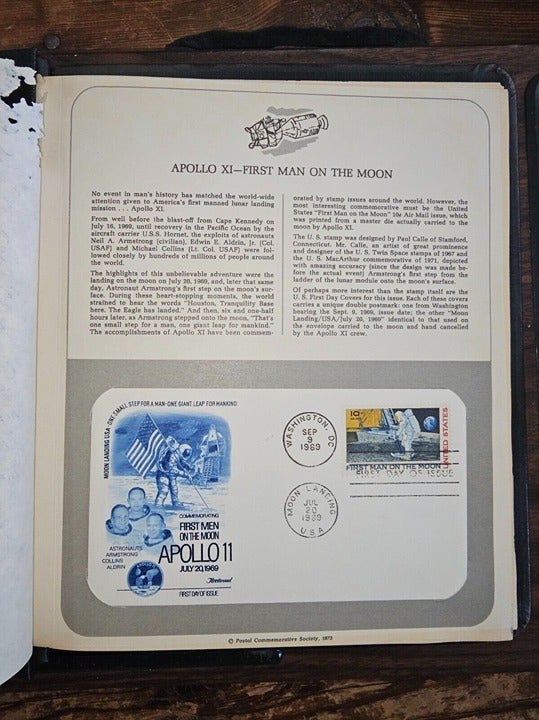 APOLLO XI—FIRST MAN ON THE MOON
No event in man's history has matched the world-wide
attention given to America's first manned lunar landing
mission . . . Apollo XI.
From well before the blast-off from Cape Kennedy on
July 16, 1969, until recovery in the Pacific Ocean by the
aircraft carrier U.S.S. Hornet, the exploits of astronauts
Neil A. Armstrong (civilian), Edwin E. Aldrin, Jr. (Col.
USAF) and Michael Collins (Lt. Col. USAF) were fol-
lowed closely by hundreds of millions of people around
the world.
The highlights of this unbelievable adventure were the
landing on the moon on July 20, 1969, and, later that same
day, Astronaut Armstrong's first step on the moon's sur-
face. During these heart-stopping moments, the world
strained to hear the words "Houston, Tranquility Base
here. The Eagle has landed." And then, six and one-half
hours later, as Armstrong stepped onto the moon, "That's
one small step for a man, one giant leap for mankind."
The accomplishments of Apollo XI have been commem-
orated by stamp issues around the world. However, the
most interesting commemorative must be the United
States "First Man on the Moon" 10¢ Air Mail issue, which
was printed from a master die actually carried to the
moon by Apollo XI.
The U.S. stamp was designed by Paul Calle of Stamford,
Connecticut. Mr. Calle, an artist of great prominence
and designer of the U.S. Twin Space stamps of 1967 and
the U. S. MacArthur commemorative of 1971, depicted
with amazing accuracy (since the design was made be-
fore the actual event) Armstrong's first step from the
ladder of the lunar module onto the moon's surface.
Of perhaps more interest than the stamp itself are the
U. S. First Day Covers for this issue. Each of these covers
carries a unique double postmark: one from Washington
bearing the Sept. 9, 1969, issue date; the other "Moon
Landing/USA/July 20, 1969" identical to that used on
the envelope carried to the moon and hand cancelled
by the Apollo XI crew.
MOON LANDING USA · ONE SMALL STEP FOR A MAN-ONE GIANT LEAP FOR MANKIND
COMMEMORATING
FIRST MEN
ON THE MOON
APOLLO 11
JULY 20, 1969
ASTRONAUTS
ARMSTRONG
COLLINS
ALDRIN
Fleetwood
FIRST DAY OF ISSUE
WASHINGTON, DC
SEP
9
1969
MOON LANDING
JUL
20
1969
USA
10¢
UNITED STATES
FIRST MAN ON THE MOON
FIRST DAY OF ISSUE
© Postal Commemorative Society, 1973